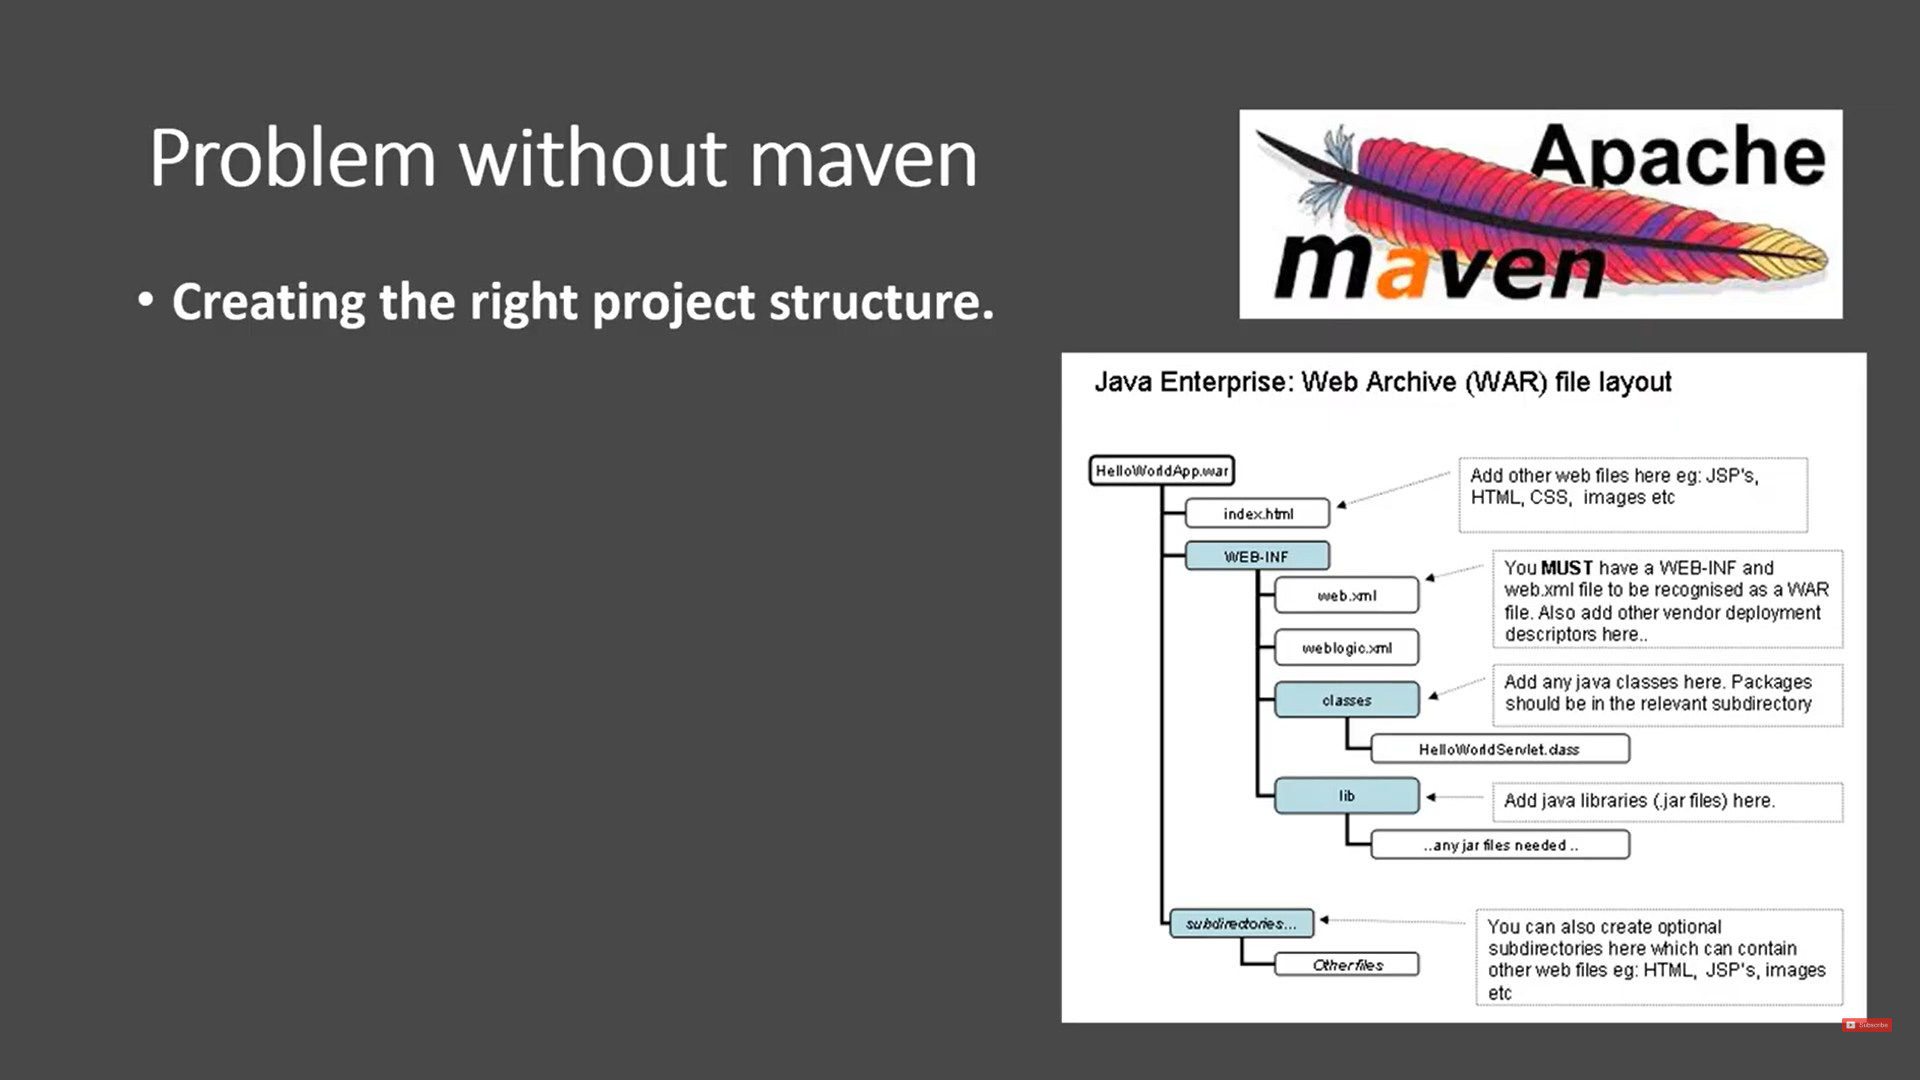 Problem without maven
• Creating the right project structure.
Apache
maven
Java Enterprise: Web Archive (WAR) file layout
HelloWorldApp.war
Add other web files here eg: JSP's,
HTML, CSS, images etc
index.html
WEB-INF
You MUST have a WEB-INF and
web.xml file to be recognised as a WAR
file. Also add other vendor deployment
descriptors here..
web.xml
weblogic.xml
Add any java classes here. Packages
should be in the relevant subdirectory
classes
HelloWorldServlet.class
lib
Add java libraries (.jar files) here.
..any jar files needed ..
subdirectories...
You can also create optional
subdirectories here which can contain
other web files eg: HTML, JSP's, images
etc
Other files
Subscribe